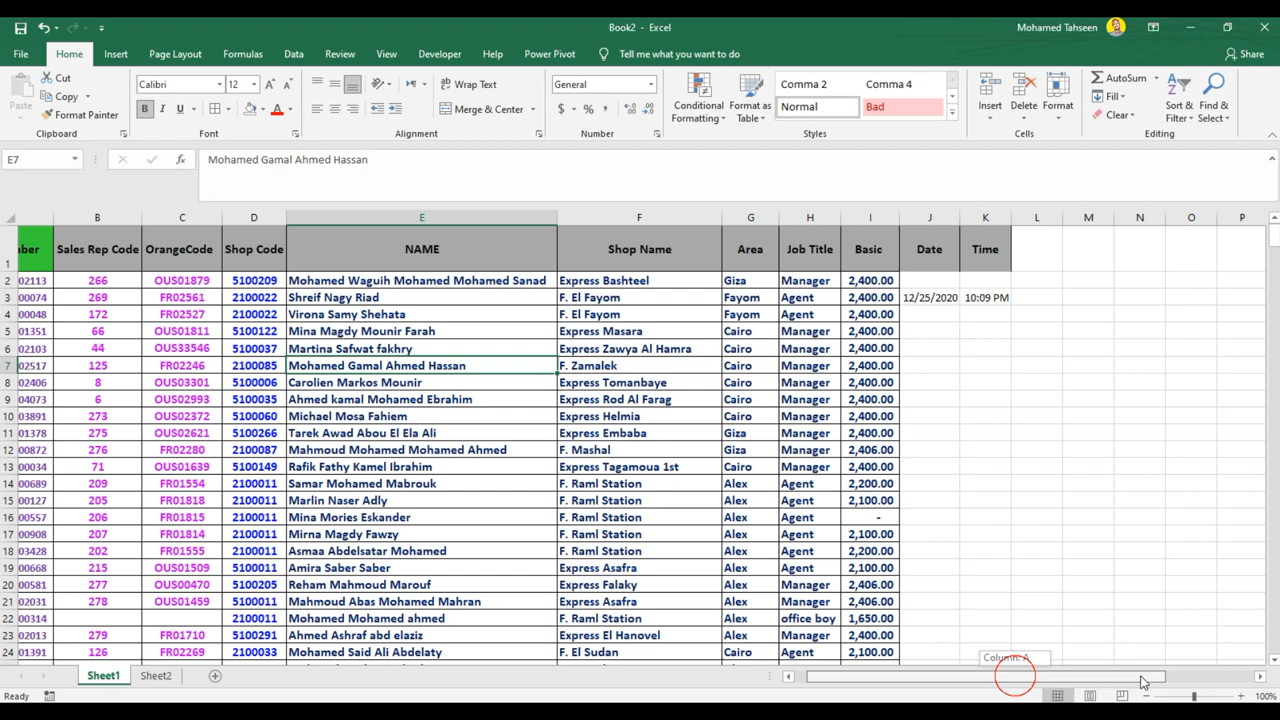 Book2 - Excel
Mohamed Tahseen
File Home Insert Page Layout Formulas Data Review View Developer Help Power Pivot Tell me what you want to do Share
Paste Cut Copy Format Painter
Calibri 12
B I U
Wrap Text
Merge & Center
General
$ % ,
Conditional Formatting
Format as Table
Comma 2 Comma 4
Normal Bad
Insert Delete Format
AutoSum
Fill
Clear
Sort & Filter
Find & Select
Clipboard Font Alignment Number Styles Cells Editing
E7 fx Mohamed Gamal Ahmed Hassan
B C D E F G H I J K L M N O P
1 ber Sales Rep Code OrangeCode Shop Code NAME Shop Name Area Job Title Basic Date Time
2 02113 266 OUS01879 5100209 Mohamed Waguih Mohamed Mohamed Sanad Express Bashteel Giza Manager 2,400.00
3 00074 269 FR02561 2100022 Shreif Nagy Riad F. El Fayom Fayom Agent 2,400.00 12/25/2020 10:09 PM
4 00048 172 FR02527 2100022 Virona Samy Shehata F. El Fayom Fayom Agent 2,400.00
5 01351 66 OUS01811 5100122 Mina Magdy Mounir Farah Express Masara Cairo Manager 2,400.00
6 02103 44 OUS33546 5100037 Martina Safwat fakhry Express Zawya Al Hamra Cairo Manager 2,400.00
7 02517 125 FR02246 2100085 Mohamed Gamal Ahmed Hassan F. Zamalek Cairo Manager 2,400.00
8 02406 8 OUS03301 5100006 Carolien Markos Mounir Express Tomanbaye Cairo Manager 2,400.00
9 04073 6 OUS02993 5100035 Ahmed kamal Mohamed Ebrahim Express Rod Al Farag Cairo Manager 2,400.00
10 03891 273 OUS02372 5100060 Michael Mosa Fahiem Express Helmia Cairo Manager 2,400.00
11 01378 275 OUS02621 5100266 Tarek Awad Abou El Ela Ali Express Embaba Giza Manager 2,400.00
12 00872 276 FR02280 2100087 Mahmoud Mohamed Mohamed Ahmed F. Mashal Giza Manager 2,406.00
13 00034 71 OUS01639 5100149 Rafik Fathy Kamel Ibrahim Express Tagamoua 1st Cairo Manager 2,400.00
14 00689 209 FR01554 2100011 Samar Mohamed Mabrouk F. Raml Station Alex Agent 2,200.00
15 00127 205 FR01818 2100011 Marlin Naser Adly F. Raml Station Alex Agent 2,100.00
16 00557 206 FR01815 2100011 Mina Mories Eskander F. Raml Station Alex Agent -
17 00908 207 FR01814 2100011 Mirna Magdy Fawzy F. Raml Station Alex Agent 2,100.00
18 03428 202 FR01555 2100011 Asmaa Abdelsatar Mohamed F. Raml Station Alex Agent 2,200.00
19 00668 215 OUS01509 5100011 Amira Saber Saber Express Asafra Alex Agent 2,100.00
20 00581 277 OUS00470 5100205 Reham Mahmoud Marouf Express Falaky Alex Manager 2,406.00
21 02031 278 OUS01459 5100011 Mahmoud Abas Mohamed Mahran Express Asafra Alex Manager 2,406.00
22 00314 2100011 Mohamed Mohamed ahmed F. Raml Station Alex office boy 1,650.00
23 02013 279 FR01710 5100291 Ahmed Ashraf abd elaziz Express El Hanovel Alex Manager 2,400.00
24 01391 126 FR02269 2100033 Mohamed Said Ali Abdelaty F. El Sudan Cairo Agent 2,100.00
Column: A
Sheet1 Sheet2
Ready 100%